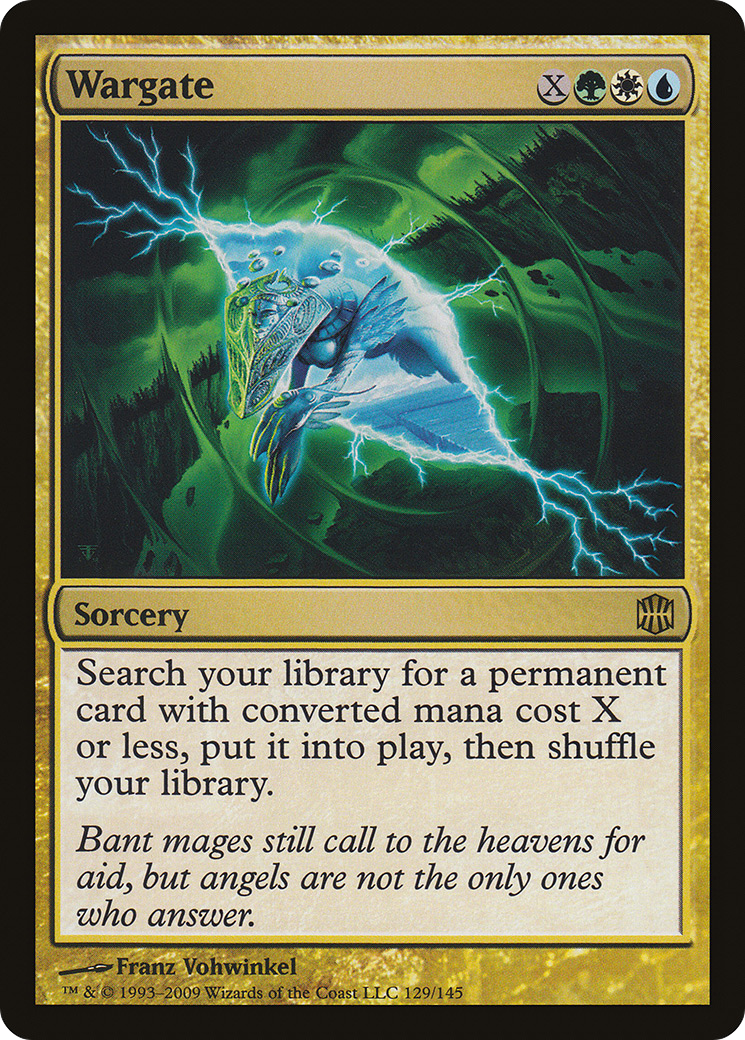 Wargate X
Sorcery
Search your library for a permanent
card with converted mana cost X
or less, put it into play, then shuffle
your library.
Bant mages still call to the heavens for
aid, but angels are not the only ones
who answer.
Franz Vohwinkel
™ & © 1993–2009 Wizards of the Coast LLC 129/145